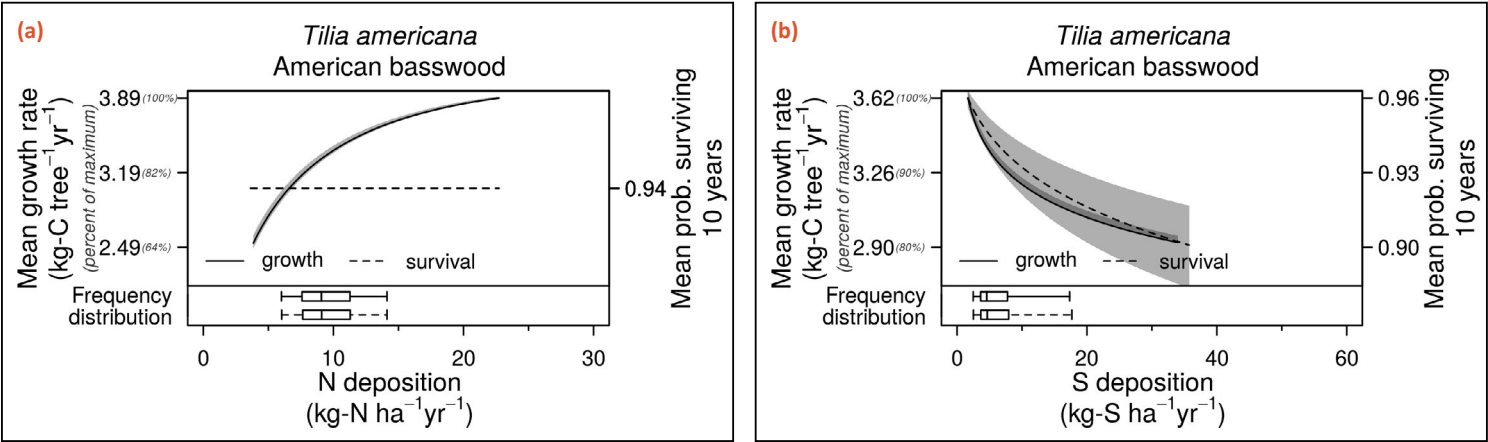 (a)
Tilia americana
American basswood
Mean growth rate
(kg-C tree⁻¹yr⁻¹)
(percent of maximum)
3.89 (100%)
3.19 (82%)
2.49 (64%)
0.94
Mean prob. surviving
10 years
growth
survival
Frequency
distribution
0 10 20 30
N deposition
(kg-N ha⁻¹yr⁻¹)
(b)
Tilia americana
American basswood
Mean growth rate
(kg-C tree⁻¹yr⁻¹)
(percent of maximum)
3.62 (100%)
3.26 (90%)
2.90 (80%)
0.96
0.93
0.90
Mean prob. surviving
10 years
growth
survival
Frequency
distribution
0 20 40 60
S deposition
(kg-S ha⁻¹yr⁻¹)